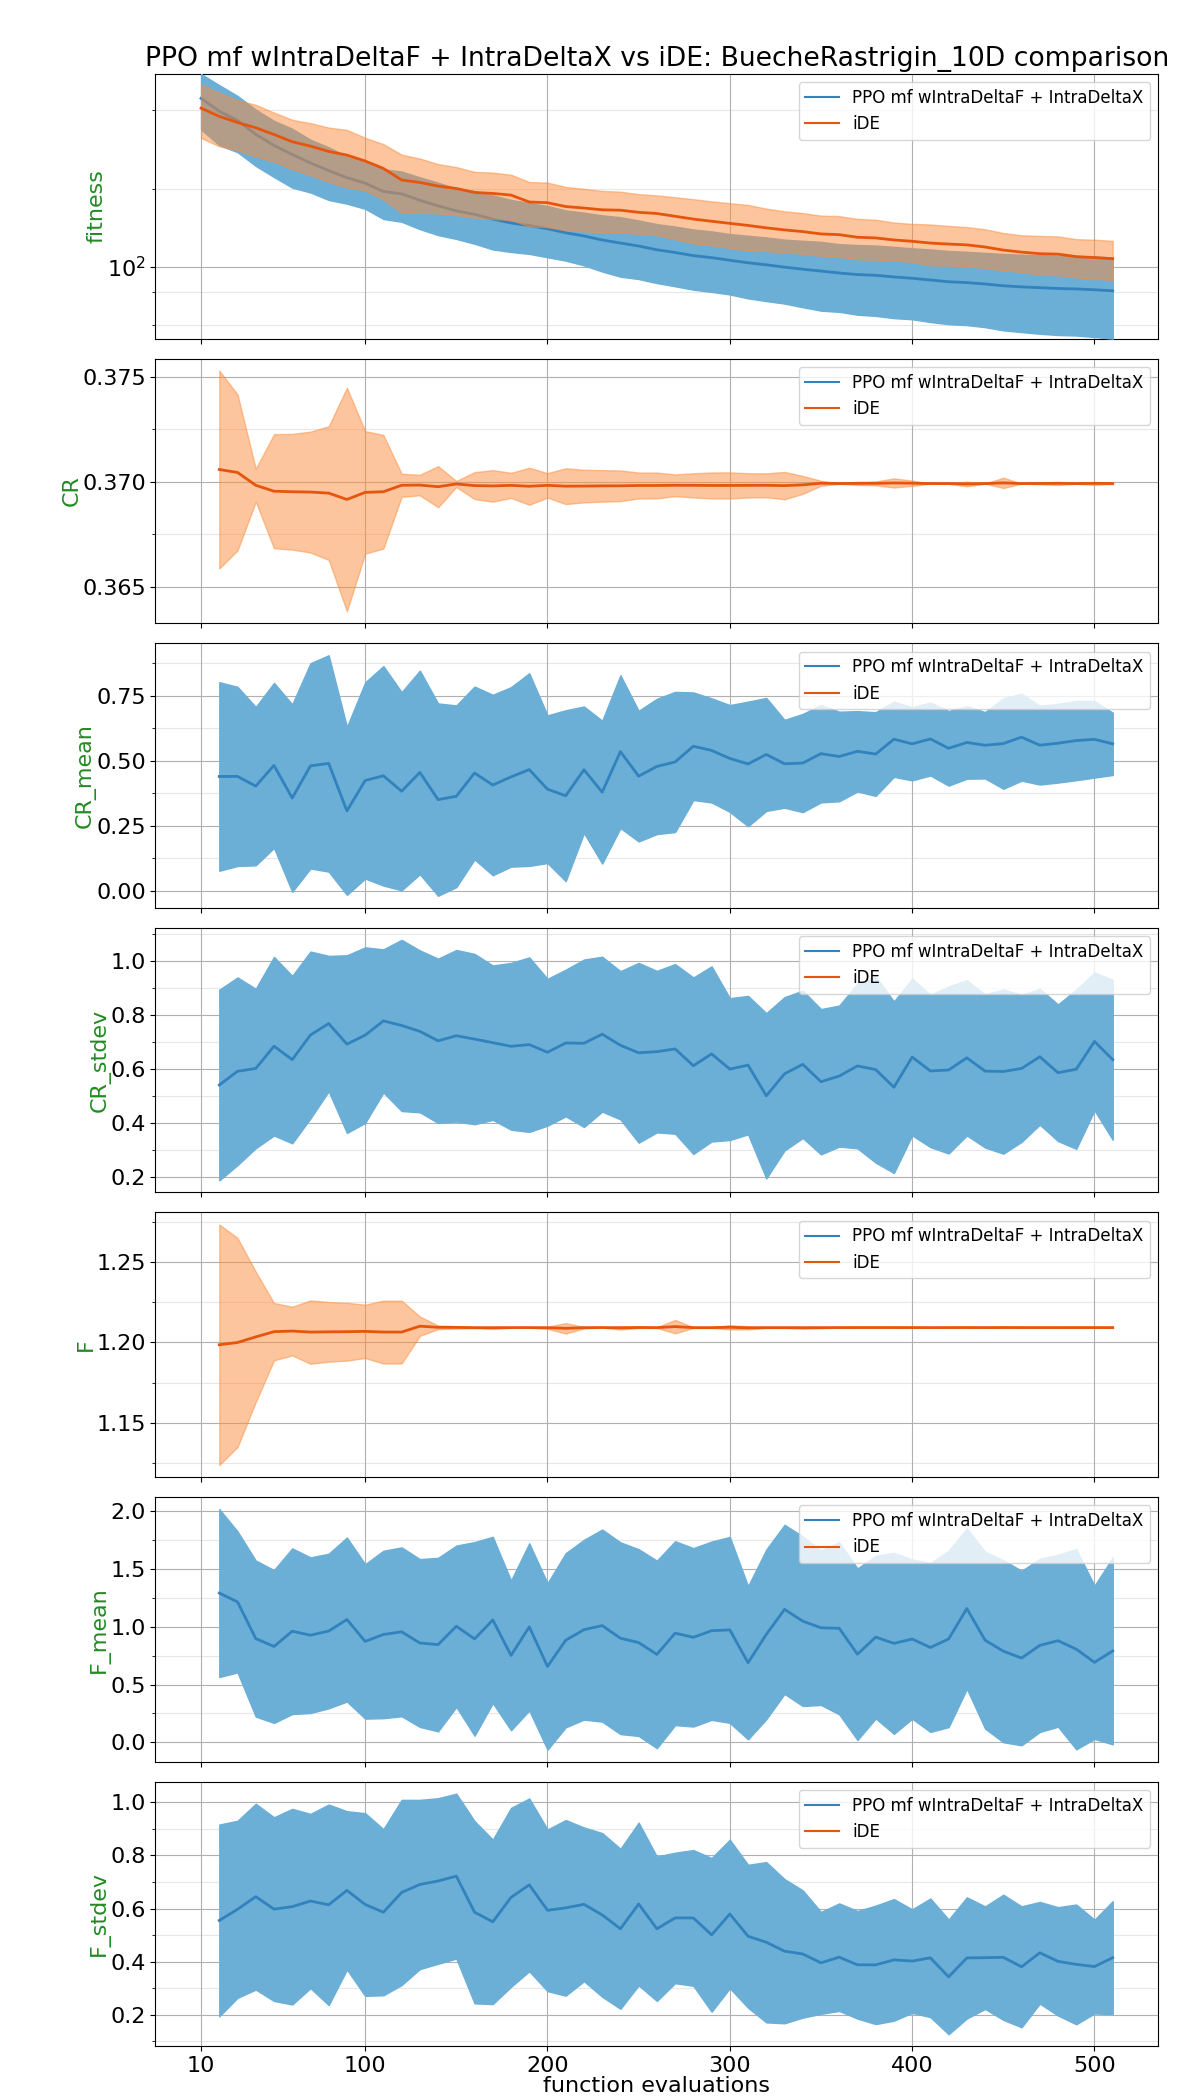 PPO mf wIntraDeltaF + IntraDeltaX vs iDE: BuecheRastrigin_10D comparison
fitness
10²
PPO mf wIntraDeltaF + IntraDeltaX
iDE
CR
0.375
0.370
0.365
PPO mf wIntraDeltaF + IntraDeltaX
iDE
CR_mean
0.75
0.50
0.25
0.00
PPO mf wIntraDeltaF + IntraDeltaX
iDE
CR_stdev
1.0
0.8
0.6
0.4
0.2
PPO mf wIntraDeltaF + IntraDeltaX
iDE
F
1.25
1.20
1.15
PPO mf wIntraDeltaF + IntraDeltaX
iDE
F_mean
2.0
1.5
1.0
0.5
0.0
PPO mf wIntraDeltaF + IntraDeltaX
iDE
F_stdev
1.0
0.8
0.6
0.4
0.2
PPO mf wIntraDeltaF + IntraDeltaX
iDE
10 100 200 300 400 500
function evaluations